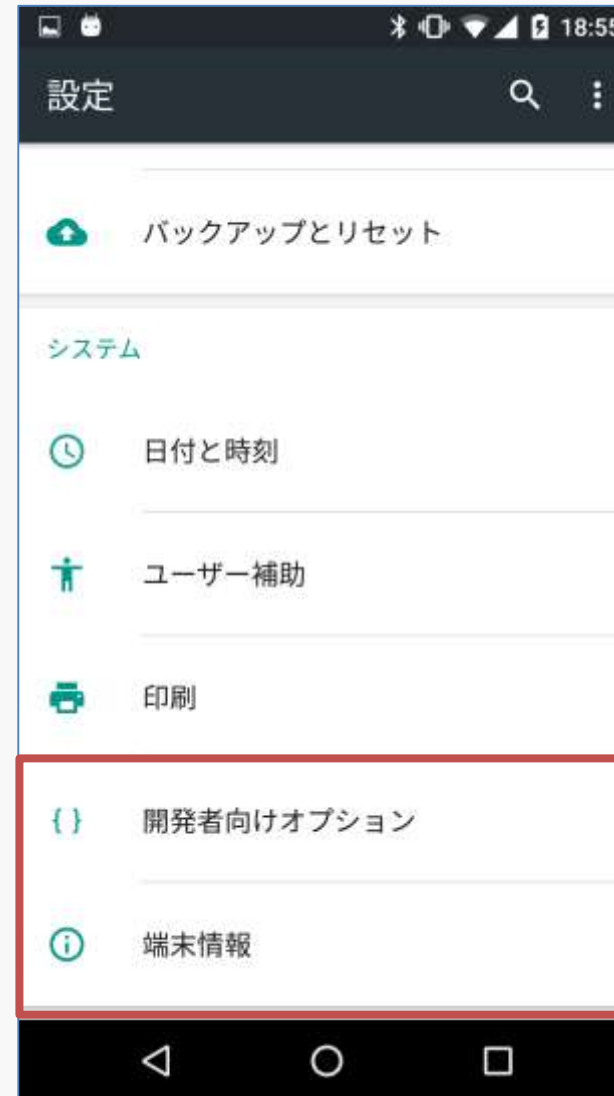 18:55
設定
バックアップとリセット
システム
日付と時刻
ユーザー補助
印刷
{ } 開発者向けオプション
端末情報